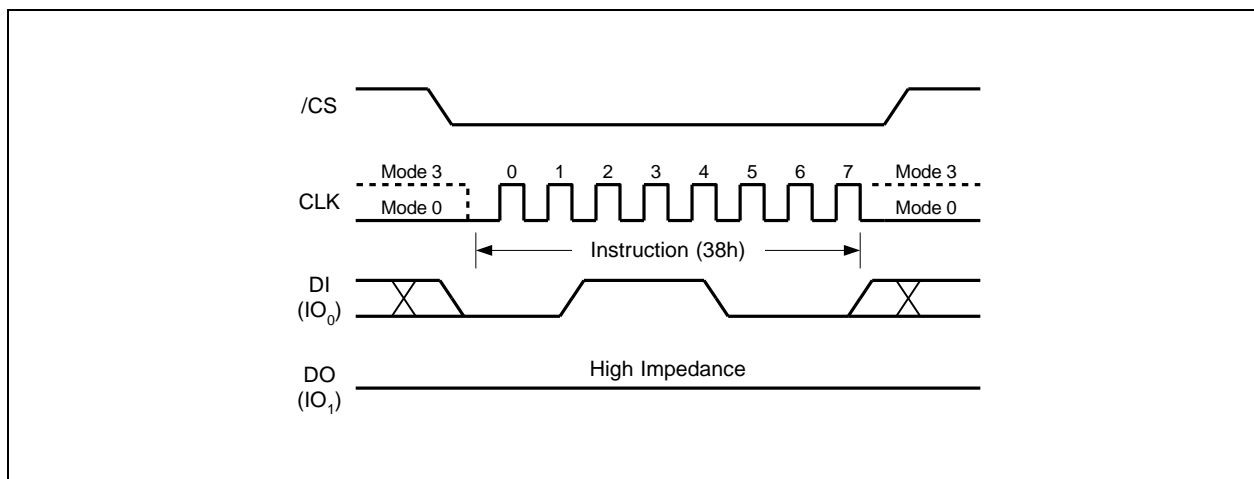 /CS
Mode 3 0 1 2 3 4 5 6 7 Mode 3
CLK Mode 0 Mode 0
Instruction (38h)
DI
(IO0)
High Impedance
DO
(IO1)